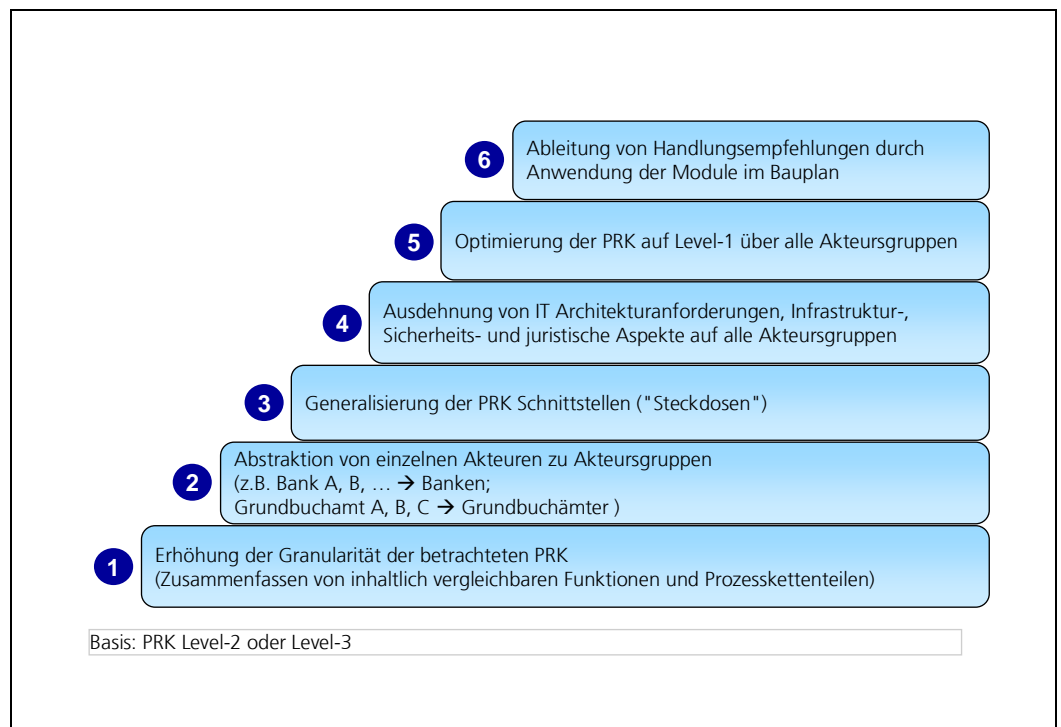 6
Ableitung von Handlungsempfehlungen durch
Anwendung der Module im Bauplan
5
Optimierung der PRK auf Level-1 über alle Akteursgruppen
4
Ausdehnung von IT Architekturanforderungen, Infrastruktur-,
Sicherheits- und juristische Aspekte auf alle Akteursgruppen
3
Generalisierung der PRK Schnittstellen ("Steckdosen")
2
Abstraktion von einzelnen Akteuren zu Akteursgruppen
(z.B. Bank A, B, … → Banken;
Grundbuchamt A, B, C → Grundbuchämter )
1
Erhöhung der Granularität der betrachteten PRK
(Zusammenfassen von inhaltlich vergleichbaren Funktionen und Prozesskettenteilen)
Basis: PRK Level-2 oder Level-3